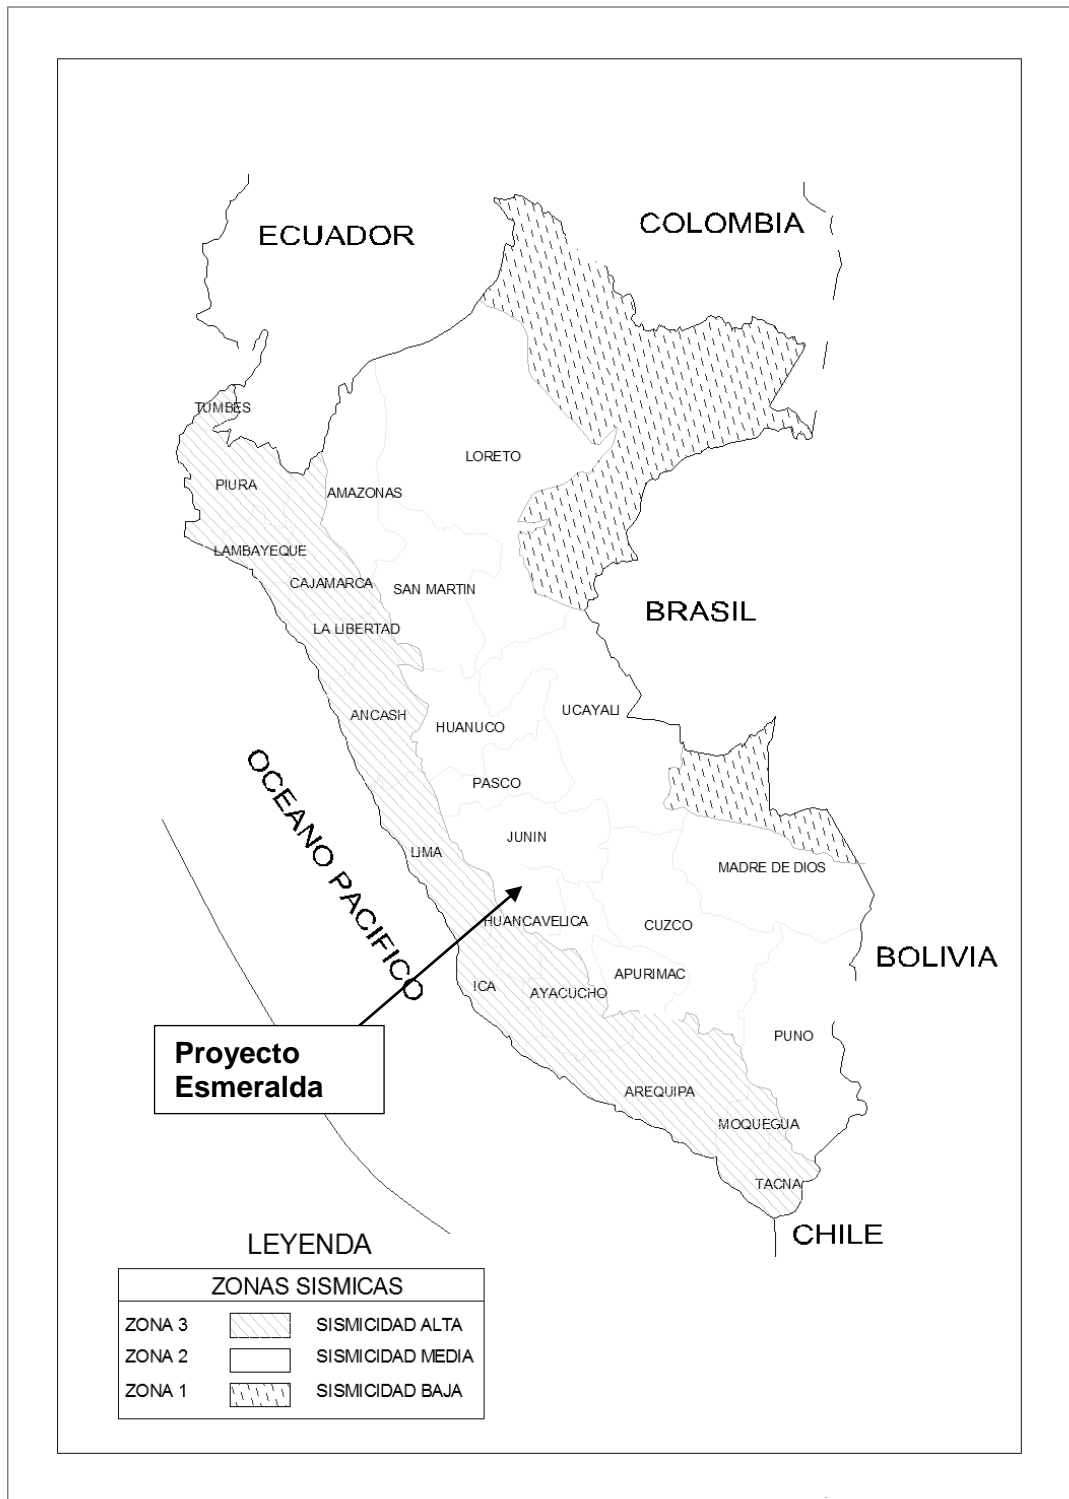 ECUADOR
COLOMBIA
TUMBES
LORETO
PIURA
AMAZONAS
LAMBAYEQUE
CAJAMARCA
SAN MARTIN
BRASIL
LA LIBERTAD
UCAYALI
ANCASH
HUANUCO
OCEANO PACIFICO
PASCO
JUNIN
LIMA
MADRE DE DIOS
HUANCAVELICA
CUZCO
BOLIVIA
APURIMAC
ICA
AYACUCHO
PUNO
Proyecto
Esmeralda
AREQUIPA
MOQUEGUA
TACNA
CHILE
LEYENDA
ZONAS SISMICAS
ZONA 3 SISMICIDAD ALTA
ZONA 2 SISMICIDAD MEDIA
ZONA 1 SISMICIDAD BAJA